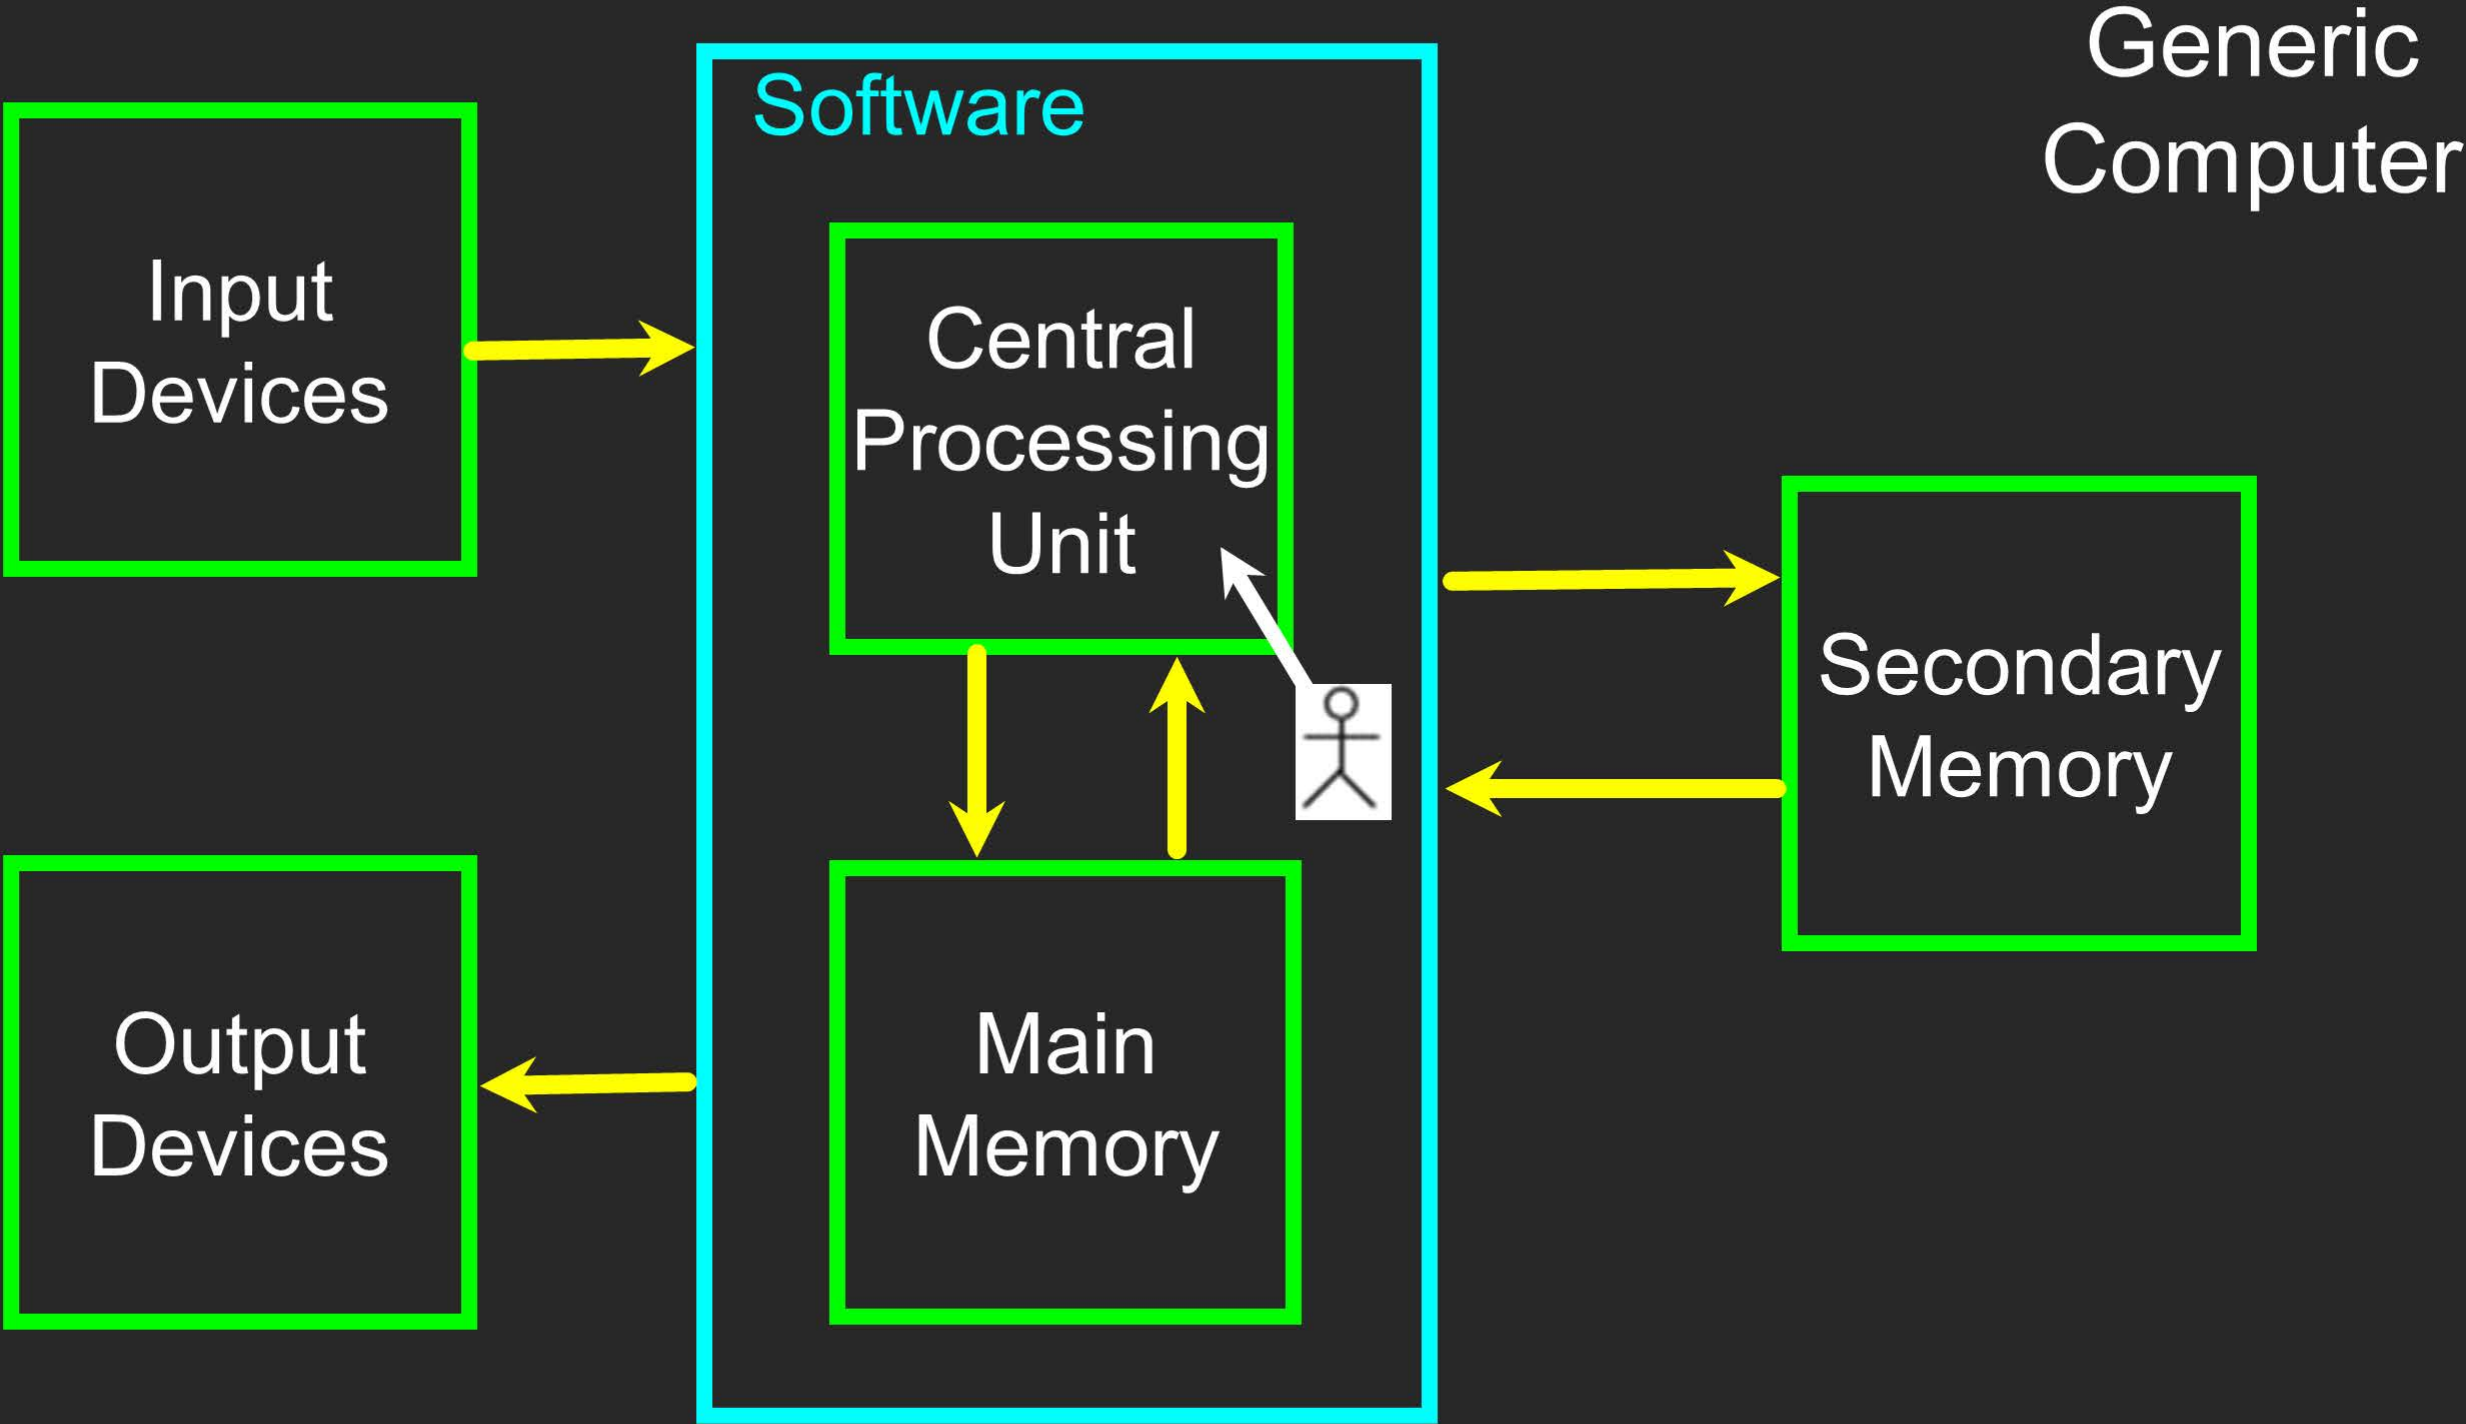 Generic
Computer
Software
Input
Devices
Central
Processing
Unit
Secondary
Memory
Output
Devices
Main
Memory